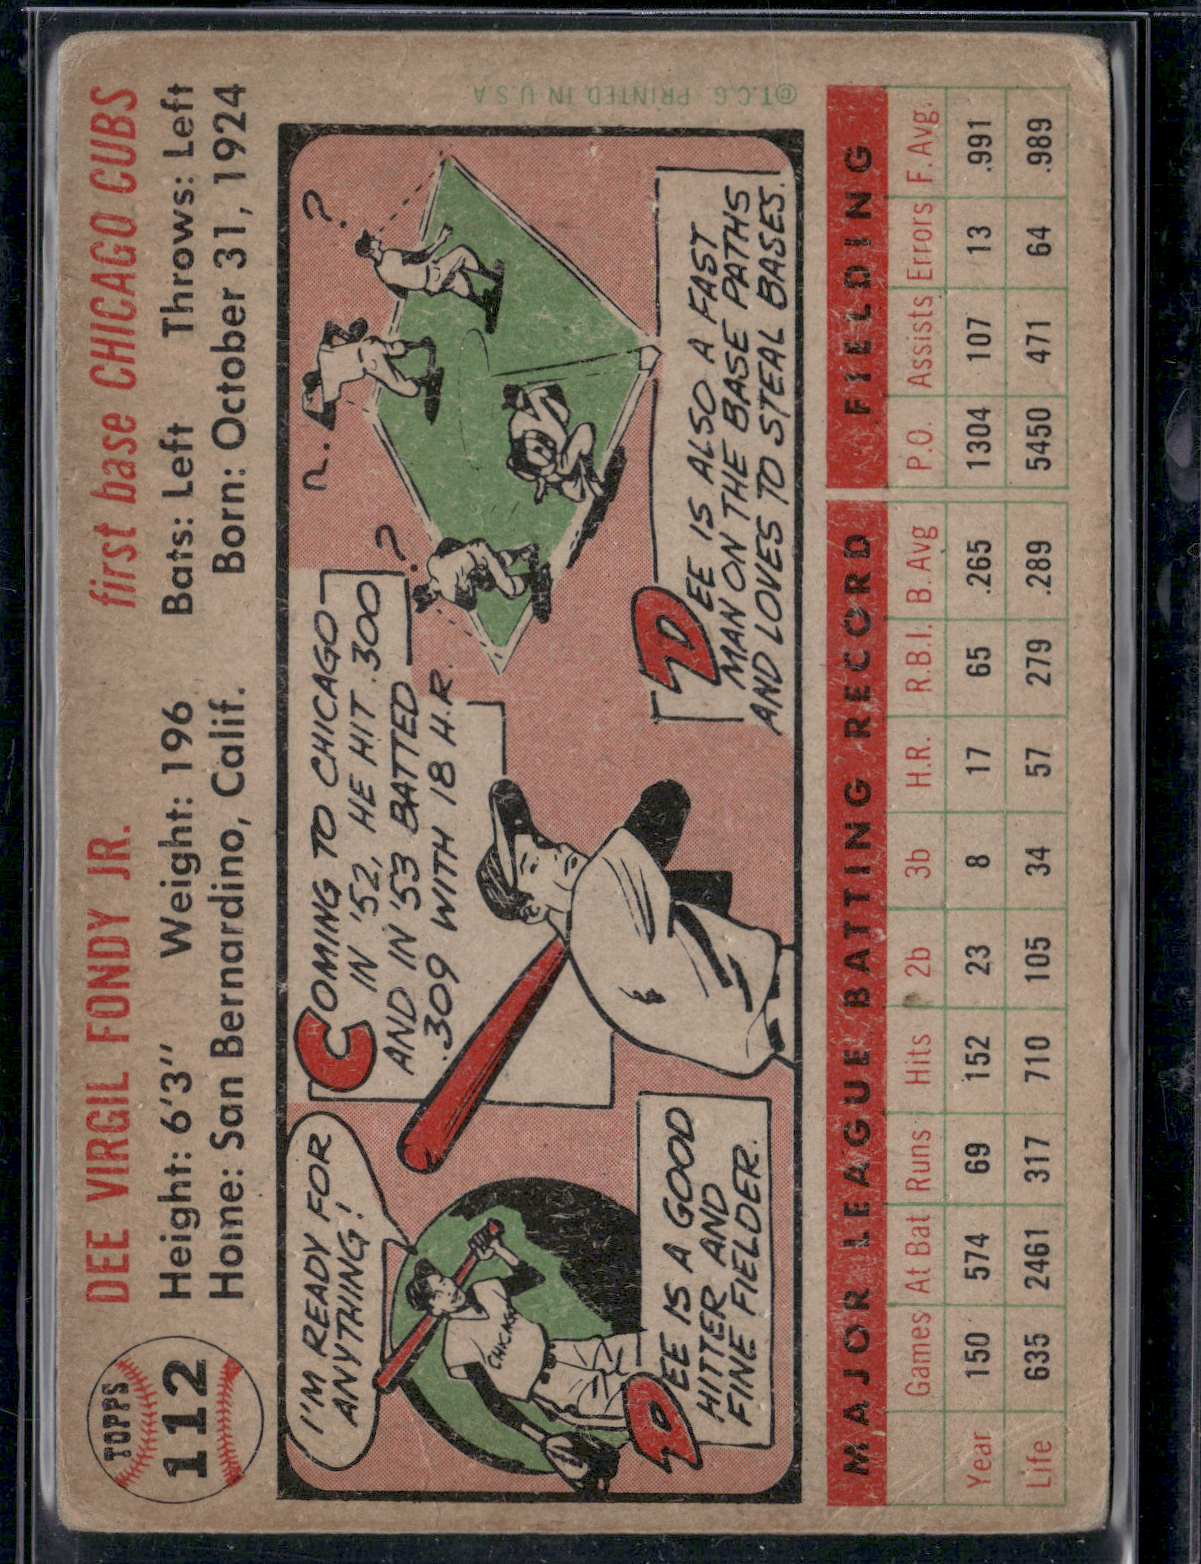 TOPPS
112
DEE VIRGIL FONDY JR.
first base CHICAGO CUBS
Height: 6'3" Weight: 196 Bats: Left Throws: Left
Home: San Bernardino, Calif. Born: October 31, 1924
I'M READY FOR
ANYTHING!
CHICAGO
DEE IS A GOOD
HITTER AND
FINE FIELDER.
COMING TO CHICAGO
IN '52, HE HIT .300
AND IN '53 BATTED
.309 WITH 18 H.R.
?
?
?
DEE IS ALSO A FAST
MAN ON THE BASE PATHS
AND LOVES TO STEAL BASES.
©T.C.G. PRINTED IN U.S.A.
MAJOR LEAGUE BATTING RECORD FIELDING
Games At Bat Runs Hits 2b 3b H.R. R.B.I. B. Avg P.O. Assists Errors F. Avg.
Year 150 574 69 152 23 8 17 65 .265 1304 107 13 .991
Life 635 2461 317 710 105 34 57 279 .289 5450 471 64 .989